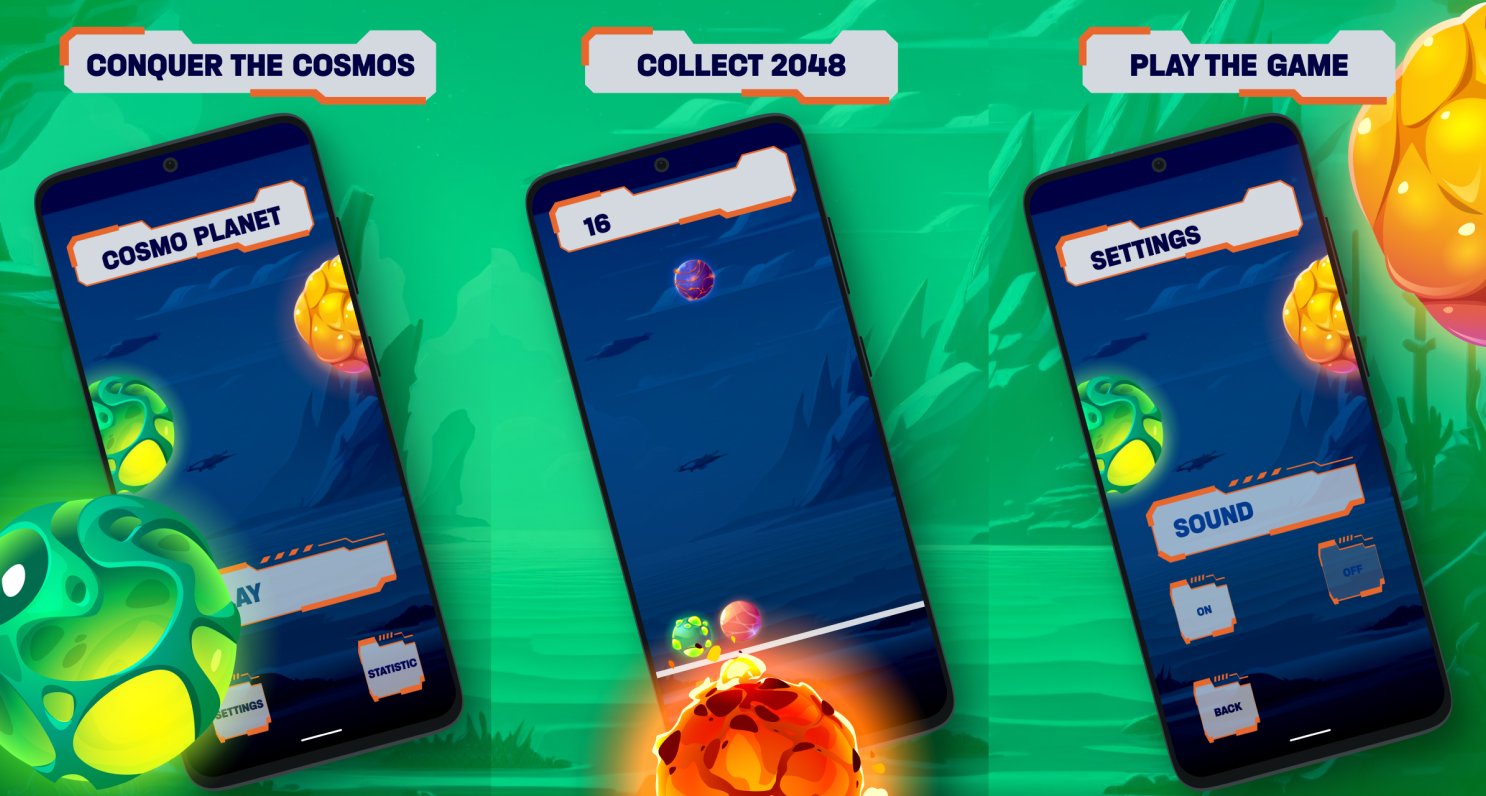 CONQUER THE COSMOS
COSMO PLANET
AY
SETTINGS
STATISTIC
COLLECT 2048
16
PLAY THE GAME
SETTINGS
SOUND
ON
OFF
BACK